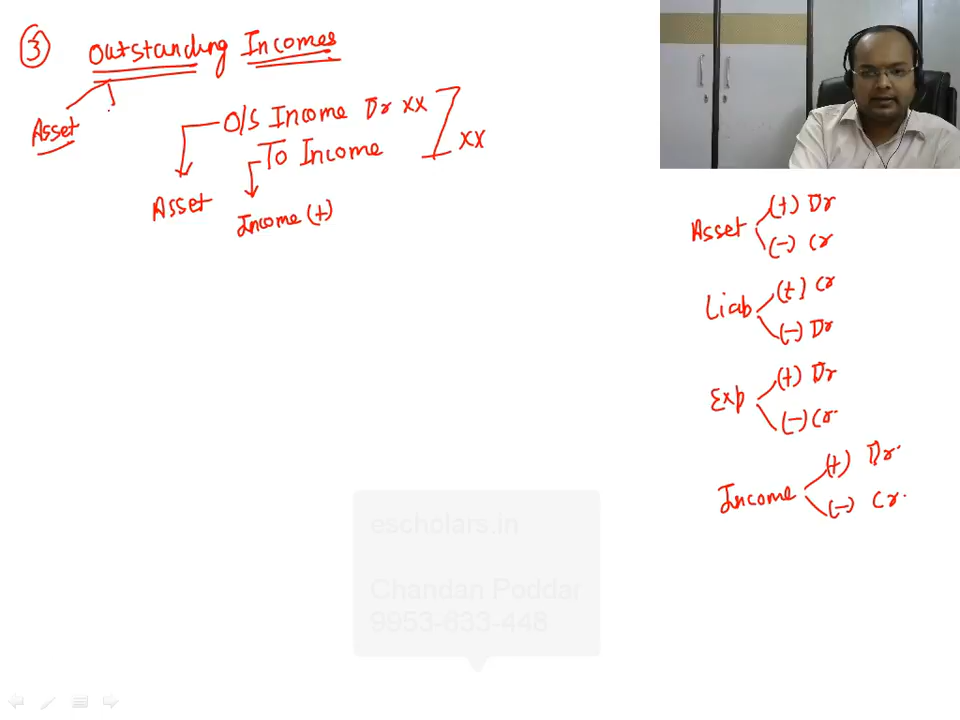 ③ Outstanding Incomes
Asset
O/S Income Dr xx
To Income xx
Asset
Income (+)
Asset (+) Dr
(-) Cr
Liab (+) Cr
(-) Dr
Exp (+) Dr
(-) Cr.
Income (+) Dr.
(-) Cr.
escholars.in
Chandan Poddar
9953-633-448